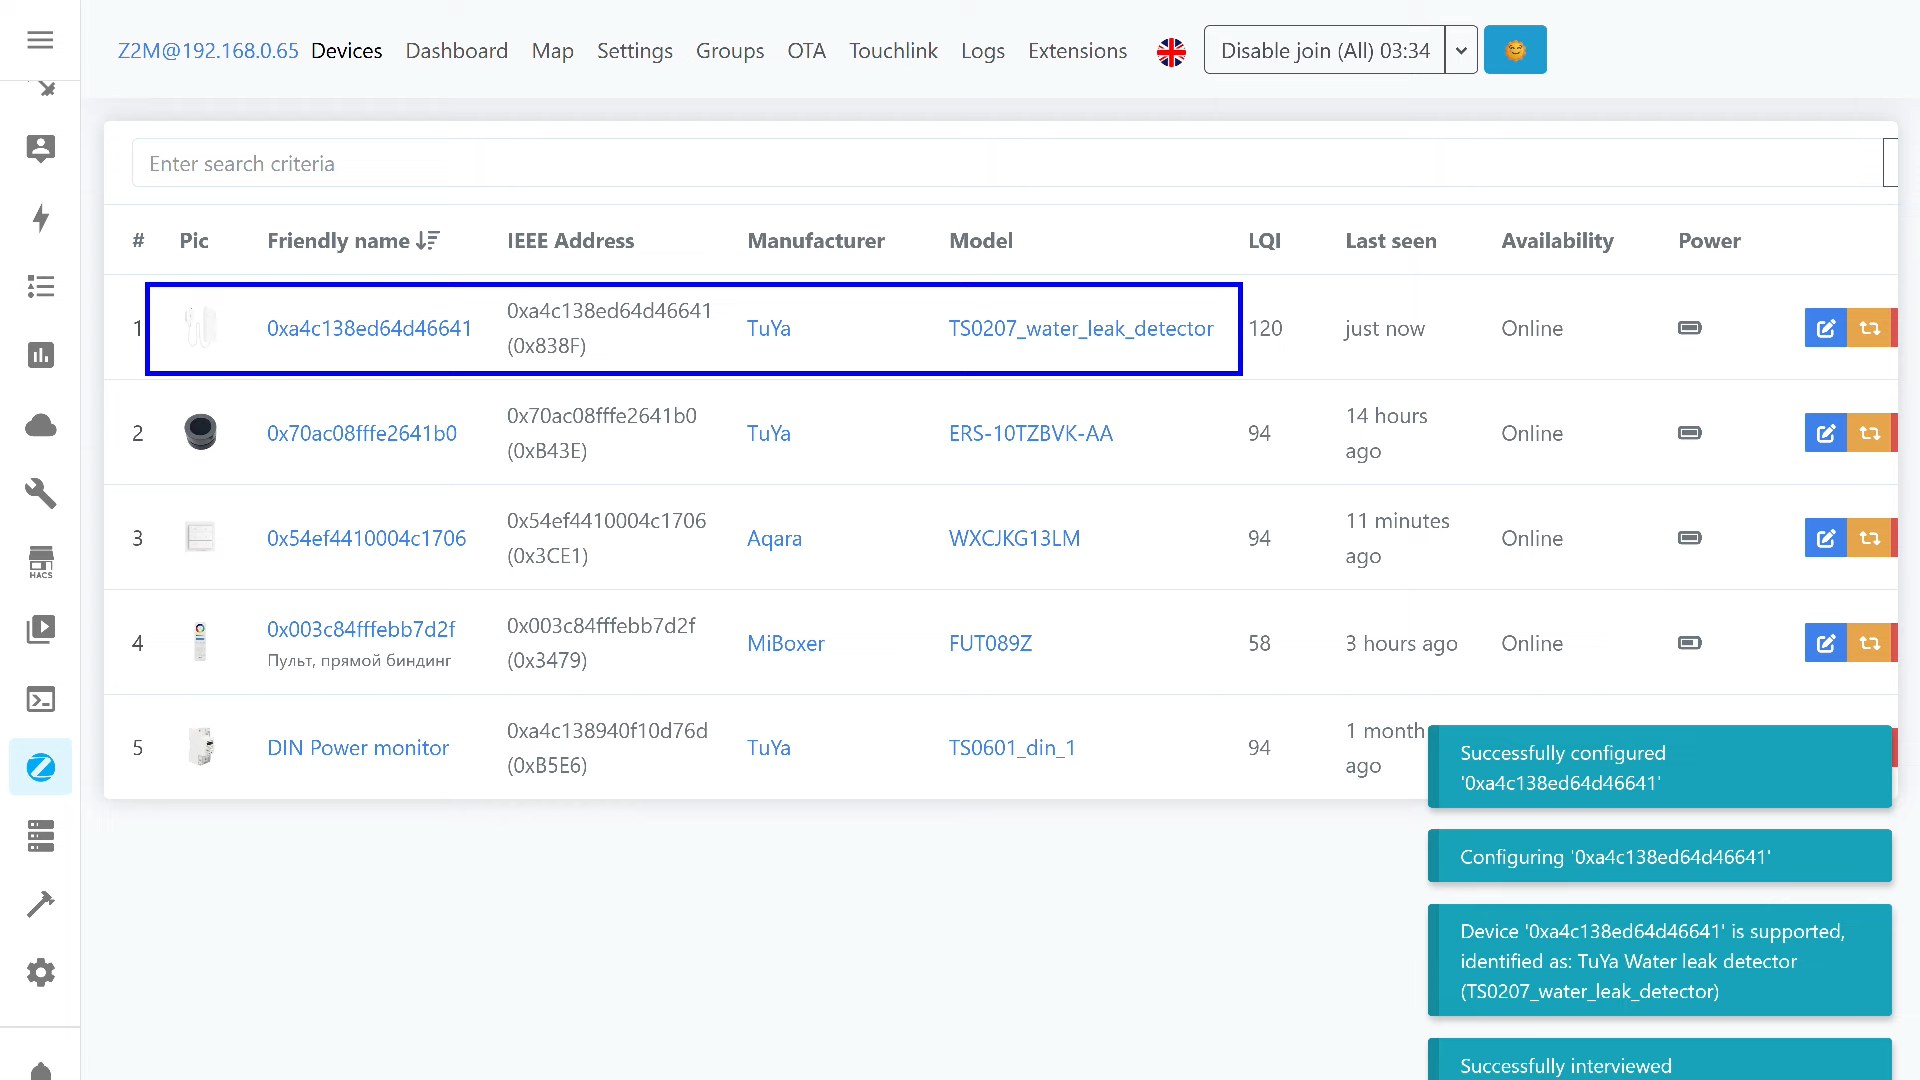 Z2M@192.168.0.65 Devices Dashboard Map Settings Groups OTA Touchlink Logs Extensions Disable join (All) 03:34
Enter search criteria
# Pic Friendly name IEEE Address Manufacturer Model LQI Last seen Availability Power
1 0xa4c138ed64d46641 0xa4c138ed64d46641 (0x838F) TuYa TS0207_water_leak_detector 120 just now Online
2 0x70ac08fffe2641b0 0x70ac08fffe2641b0 (0xB43E) TuYa ERS-10TZBVK-AA 94 14 hours ago Online
3 0x54ef4410004c1706 0x54ef4410004c1706 (0x3CE1) Aqara WXCJKG13LM 94 11 minutes ago Online
HACS
4 0x003c84fffebb7d2f Пульт, прямой биндинг 0x003c84fffebb7d2f (0x3479) MiBoxer FUT089Z 58 3 hours ago Online
5 DIN Power monitor 0xa4c138940f10d76d (0xB5E6) TuYa TS0601_din_1 94 1 month ago
Successfully configured
'0xa4c138ed64d46641'
Configuring '0xa4c138ed64d46641'
Device '0xa4c138ed64d46641' is supported,
identified as: TuYa Water leak detector
(TS0207_water_leak_detector)
Successfully interviewed